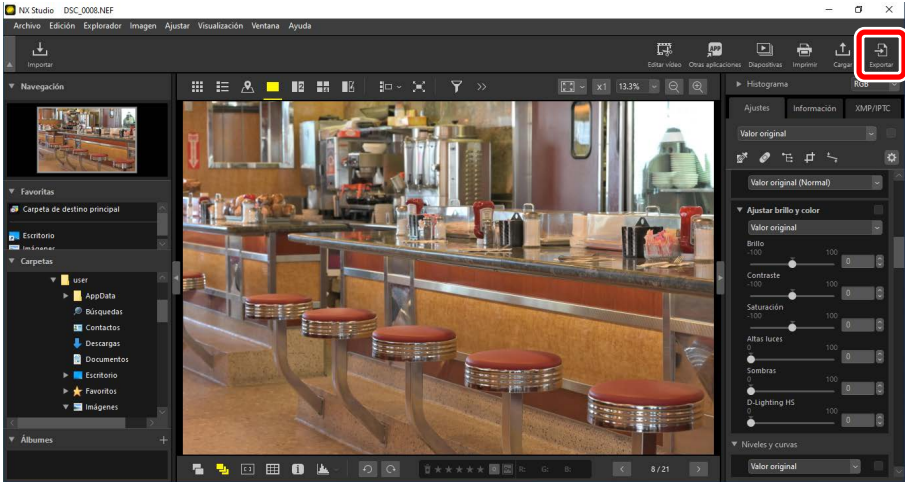 NX Studio DSC_0008.NEF
Archivo Edición Explorador Imagen Ajustar Visualización Ventana Ayuda
Importar
Editar vídeo Otras aplicaciones Diapositivas Imprimir Cargar Exportar
Navegación
x1 13.3%
Histograma RGB
Ajustes Información XMP/IPTC
Valor original
Valor original (Normal)
Favoritas
Carpeta de destino principal
Escritorio
Imágenes
Carpetas
user
AppData
Búsquedas
Contactos
Descargas
Documentos
Escritorio
Favoritos
Imágenes
Álbumes
Ajustar brillo y color
Valor original
Brillo
-100 100 0
Contraste
-100 100 0
Saturación
-100 100 0
Altas luces
0 100 0
Sombras
0 100 0
D-Lighting HS
0 100 0
Niveles y curvas
Valor original
R: G: B:
8/21